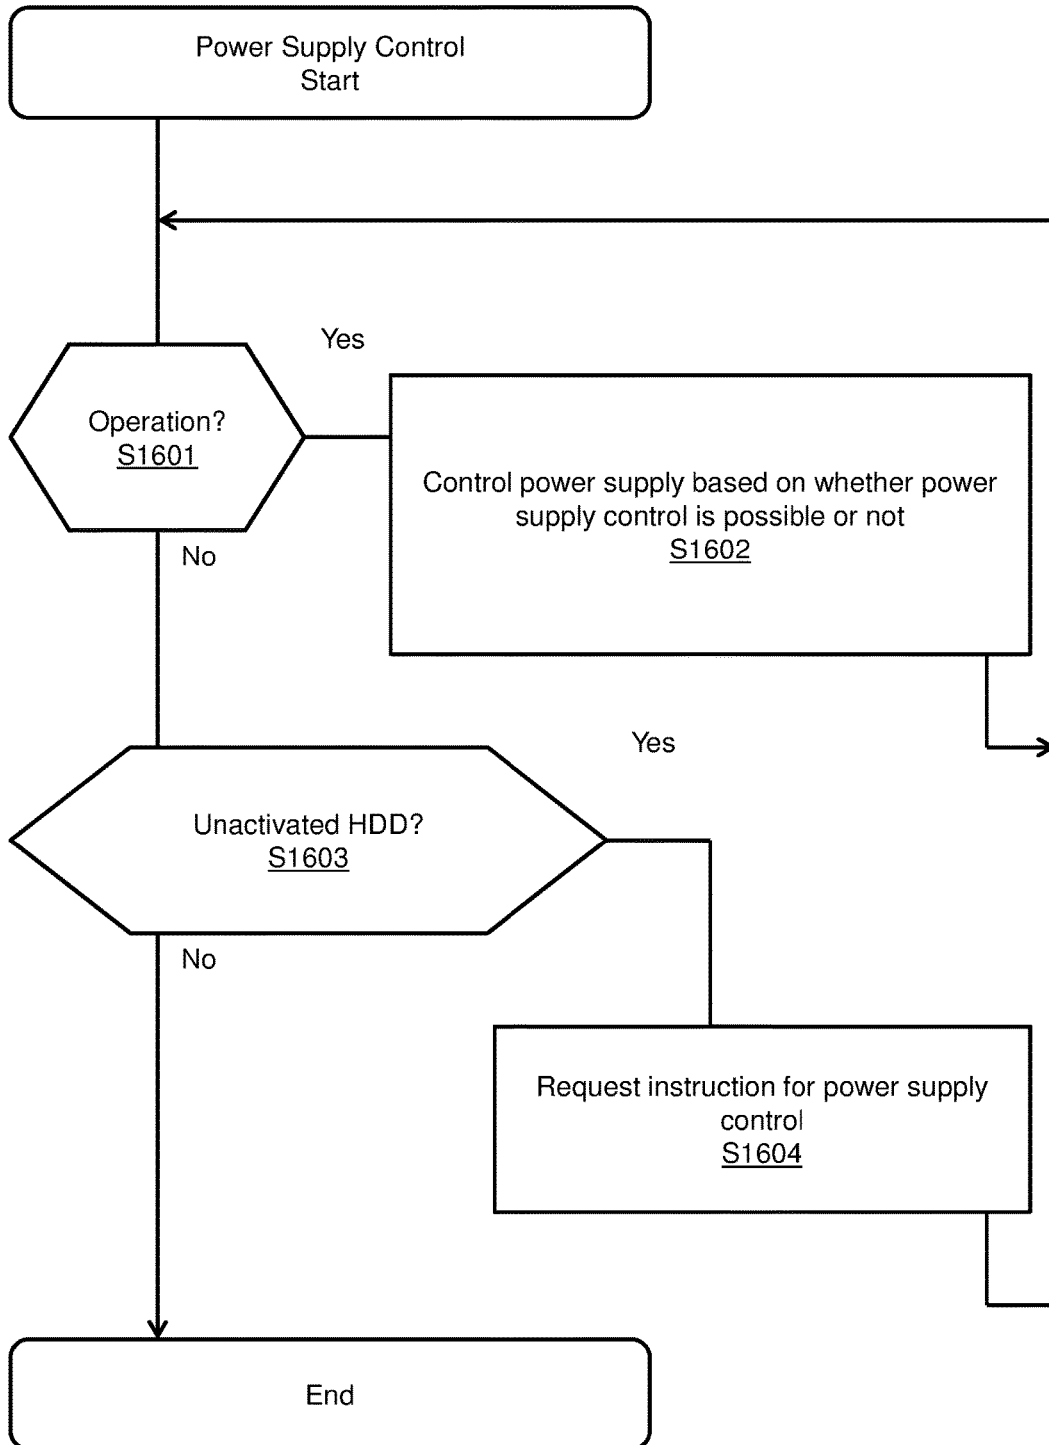 Power Supply Control
Start
Yes
Operation?
S1601
Control power supply based on whether power
supply control is possible or not
S1602
No
Yes
Unactivated HDD?
S1603
No
Request instruction for power supply
control
S1604
End